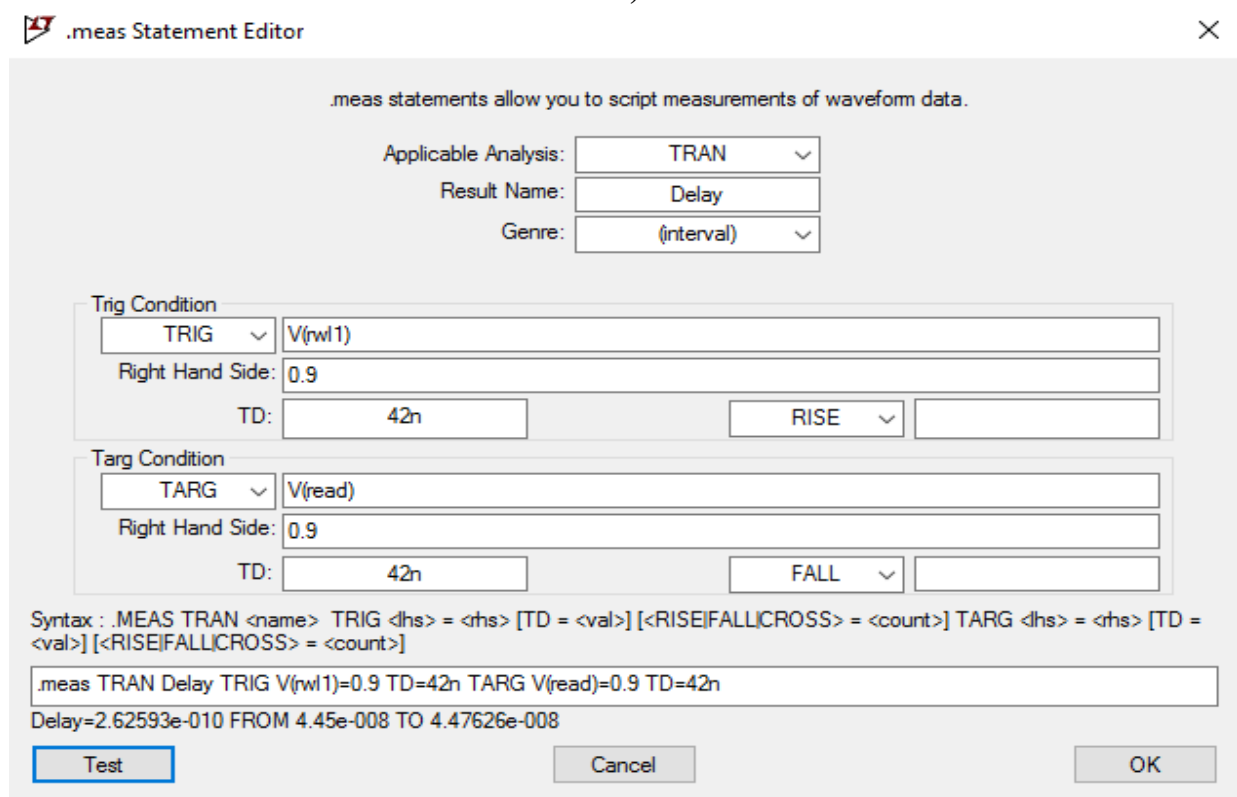 .meas Statement Editor
.meas statements allow you to script measurements of waveform data.
Applicable Analysis: TRAN
Result Name: Delay
Genre: (interval)
Trig Condition
TRIG V(rwl1)
Right Hand Side: 0.9
TD: 42n RISE
Targ Condition
TARG V(read)
Right Hand Side: 0.9
TD: 42n FALL
Syntax : .MEAS TRAN <name>  TRIG <lhs> = <rhs> [TD = <val>] [<RISE|FALL|CROSS> = <count>] TARG <lhs> = <rhs> [TD =
<val>] [<RISE|FALL|CROSS> = <count>]
.meas TRAN Delay TRIG V(rwl1)=0.9 TD=42n TARG V(read)=0.9 TD=42n
Delay=2.62593e-010 FROM 4.45e-008 TO 4.47626e-008
Test Cancel OK